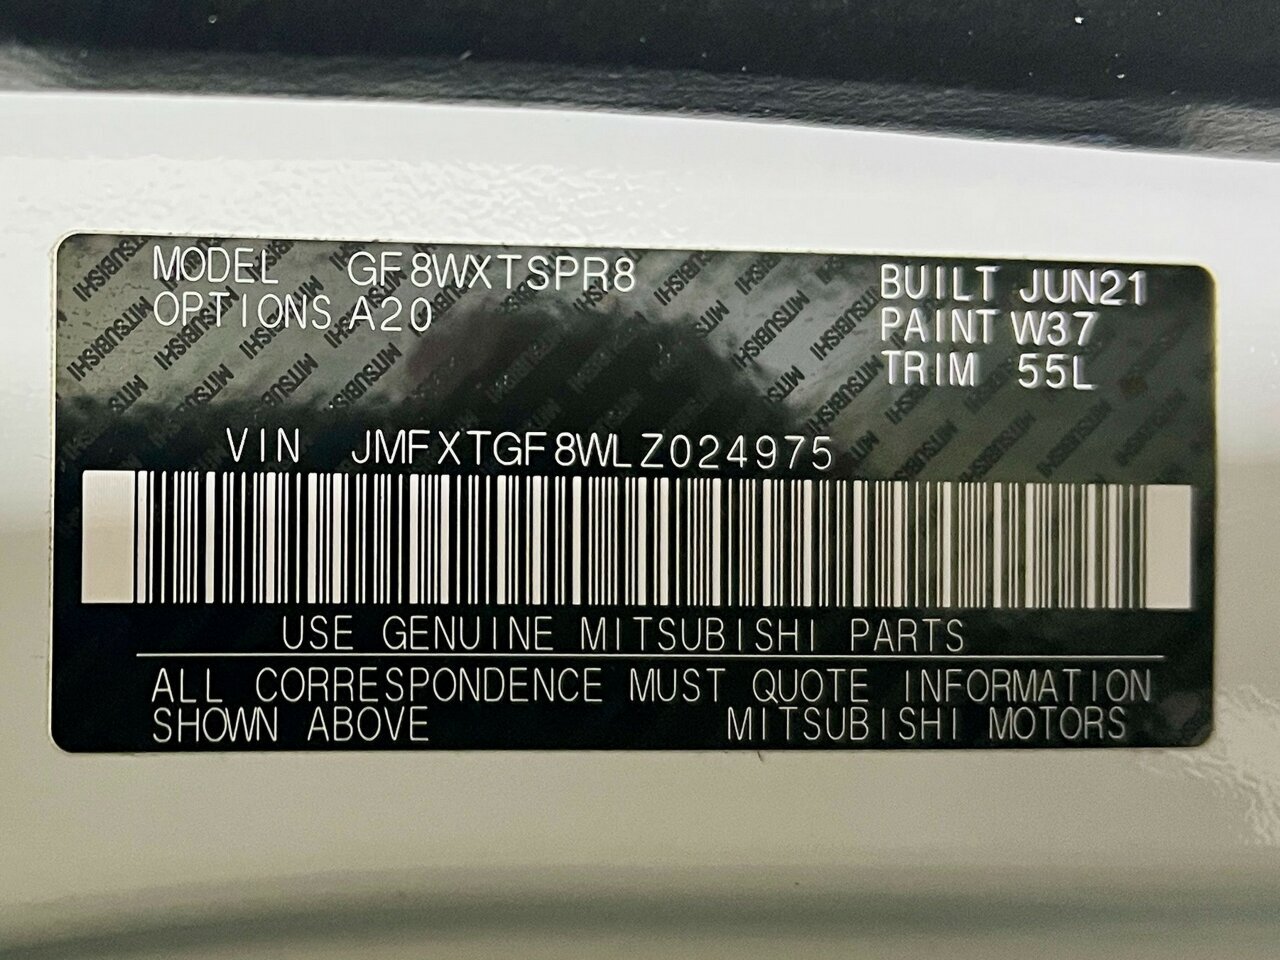 MODEL GF8WXTSPR8
OPTIONS A20
BUILT JUN21
PAINT W37
TRIM 55L
VIN JMFXTGF8WLZ024975
USE GENUINE MITSUBISHI PARTS
ALL CORRESPONDENCE MUST QUOTE INFORMATION
SHOWN ABOVE MITSUBISHI MOTORS